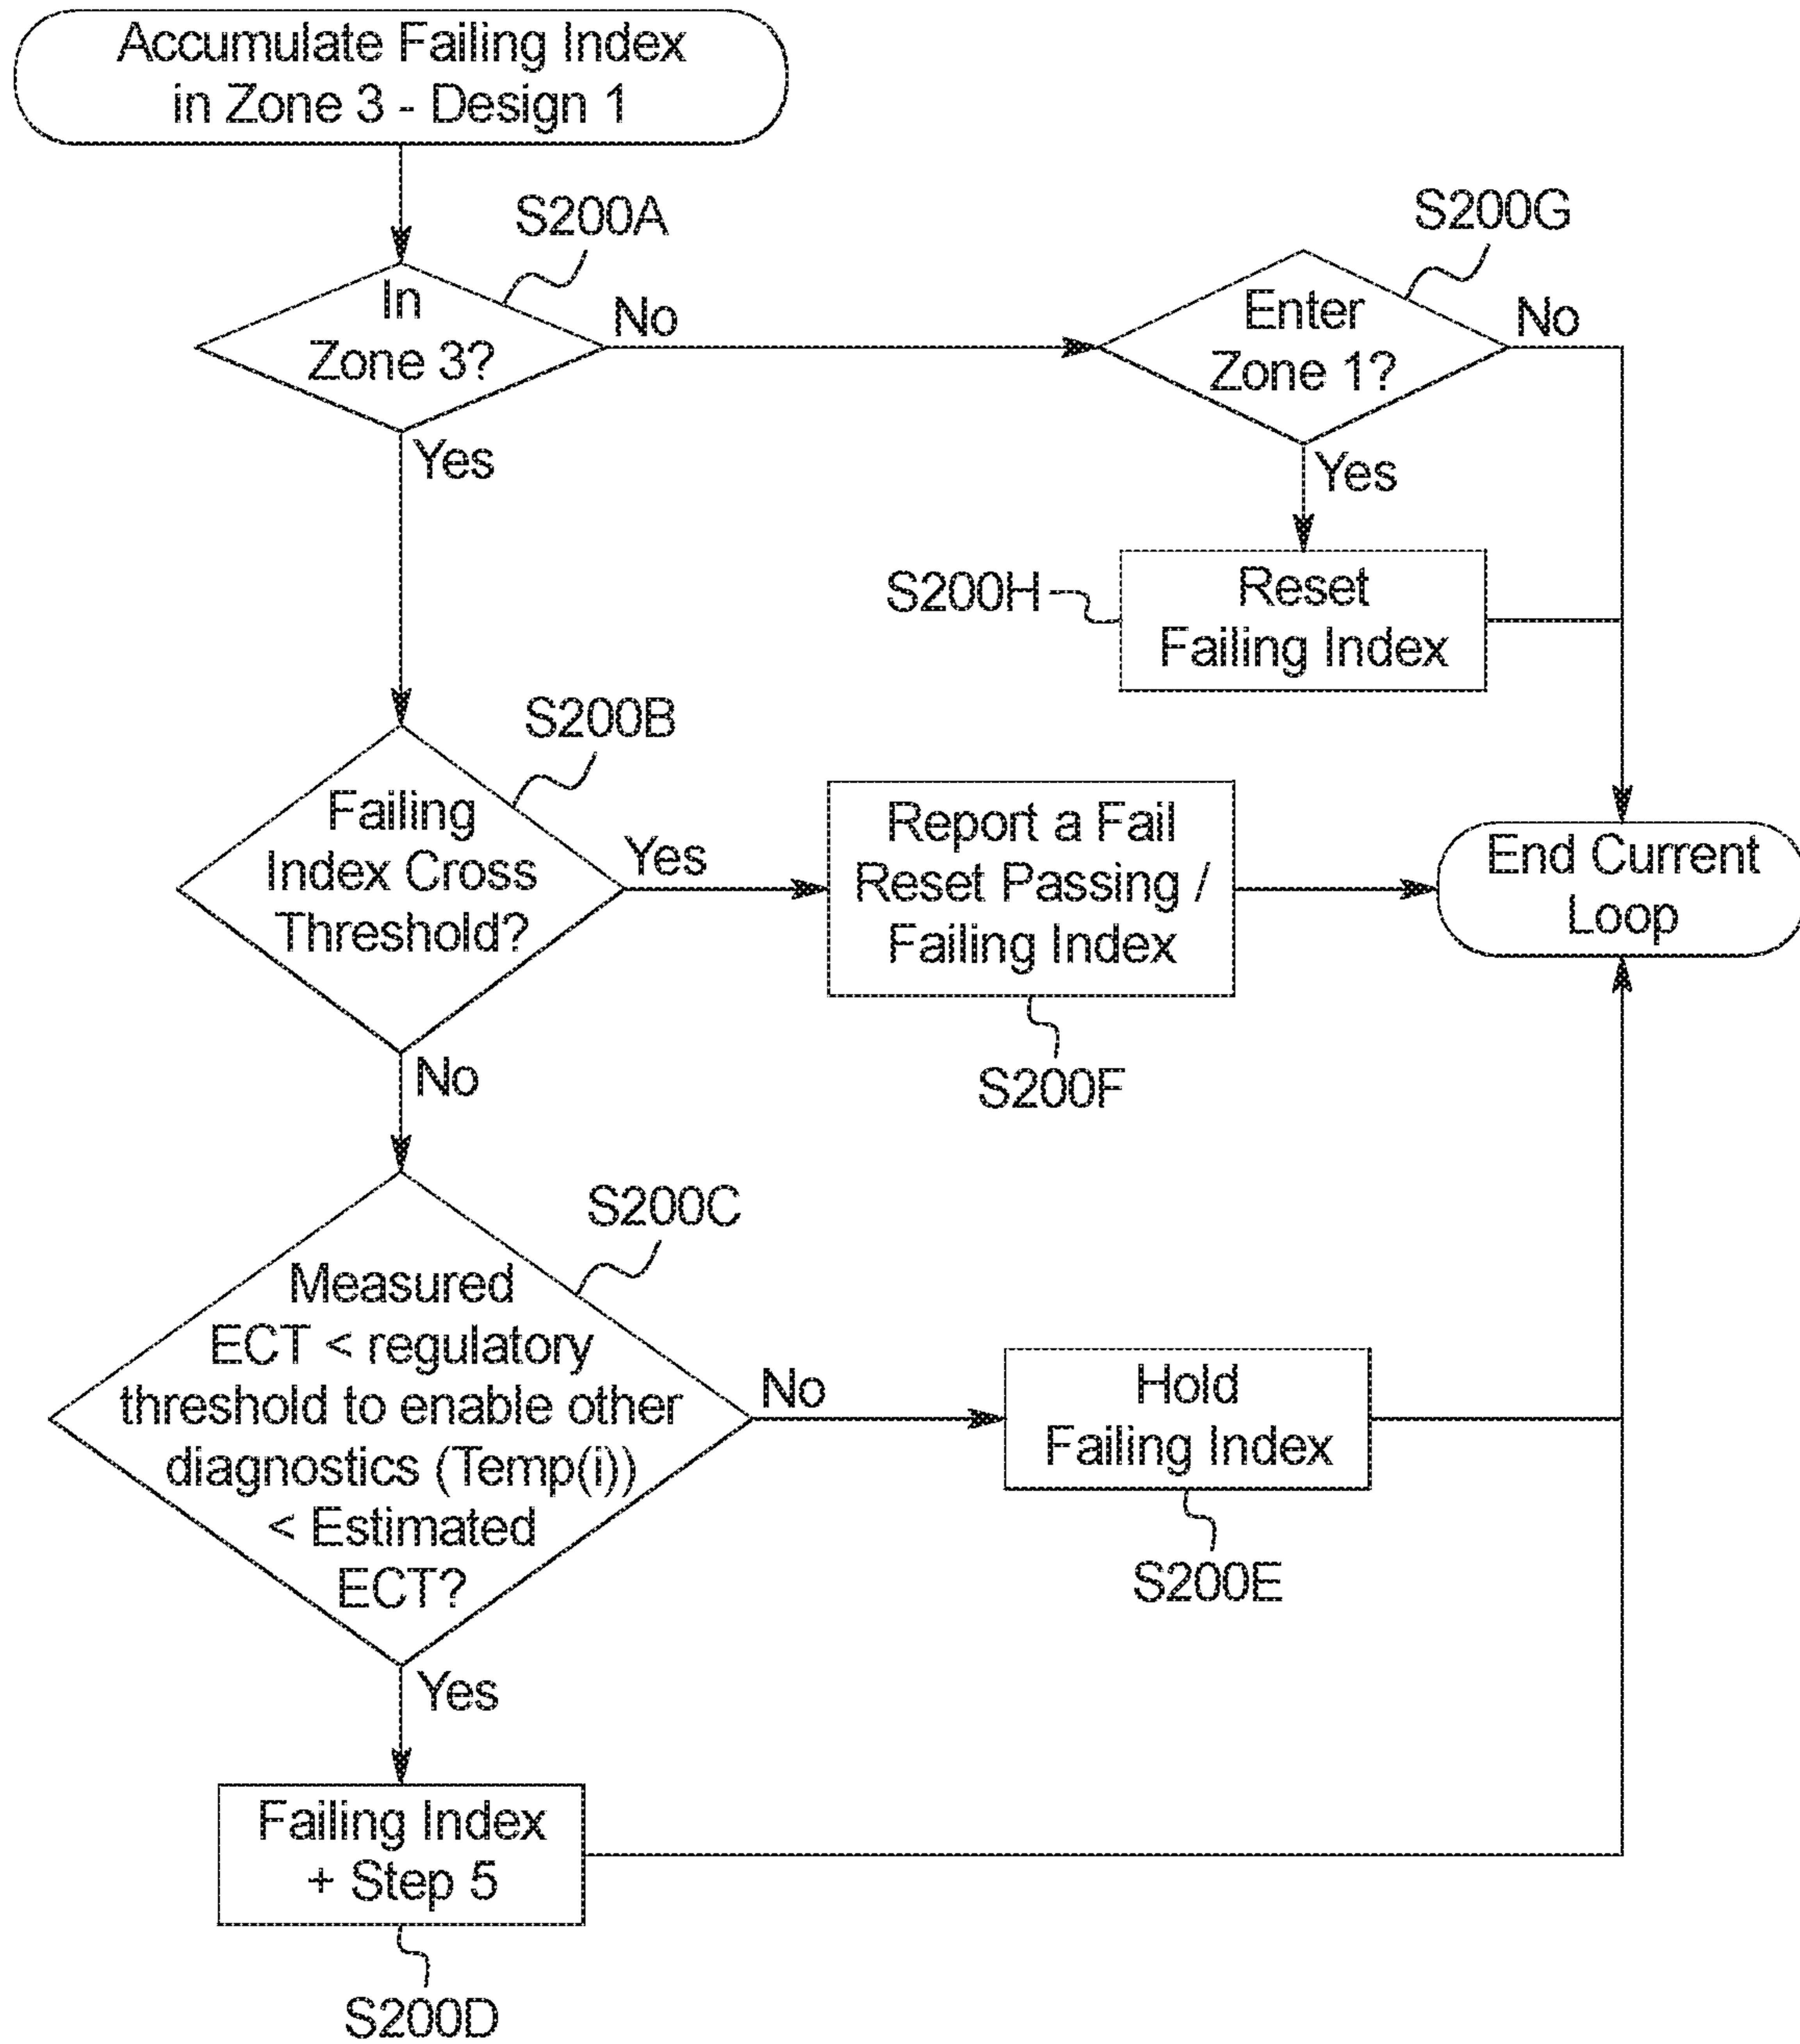 Accumulate Failing Index
in Zone 3 - Design 1
S200A
S200G
In
Zone 3?
No
Enter
Zone 1?
No
Yes
Yes
S200H
Reset
Failing Index
S200B
Failing
Index Cross
Threshold?
Yes
Report a Fail
Reset Passing /
Failing Index
End Current
Loop
No
S200F
S200C
Measured
ECT < regulatory
threshold to enable other
diagnostics (Temp(i))
< Estimated
ECT?
No
Hold
Failing Index
S200E
Yes
Failing Index
+ Step 5
S200D